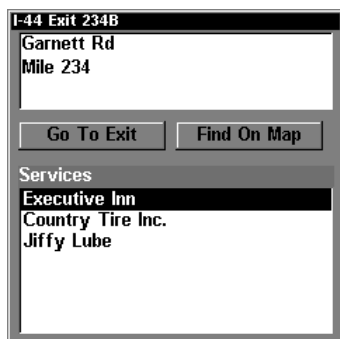 I-44 Exit 234B
Garnett Rd
Mile 234
Go To Exit
Find On Map
Services
Executive Inn
Country Tire Inc.
Jiffy Lube